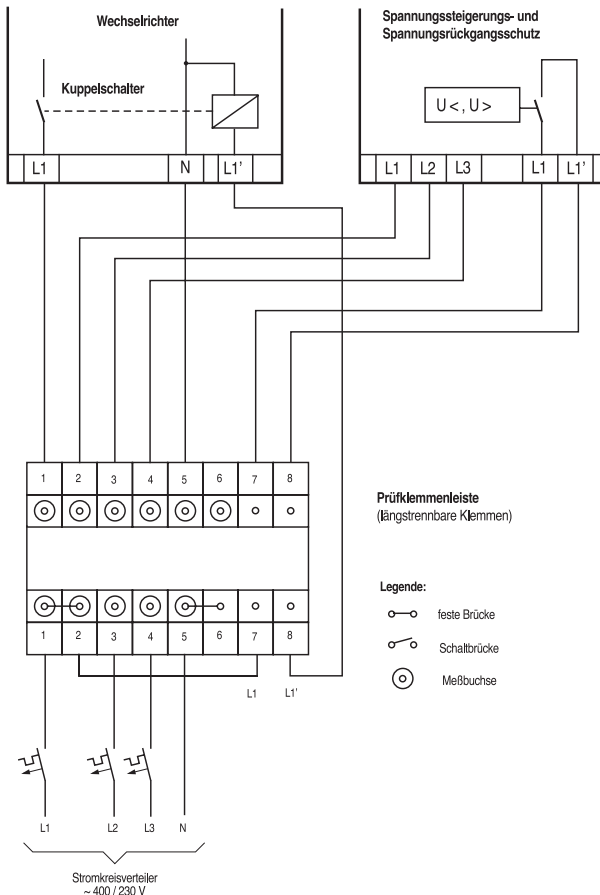 Wechselrichter
Spannungssteigerungs- und
Spannungsrückgangsschutz
Kuppelschalter
U<, U>
L1 N L1'
L1 L2 L3 L1 L1'
1 2 3 4 5 6 7 8
Prüfklemmenleiste
(längstrennbare Klemmen)
Legende:
feste Brücke
Schaltbrücke
Meßbuchse
1 2 3 4 5 6 7 8
L1 L1'
L1 L2 L3 N
Stromkreisverteiler
~ 400 / 230 V